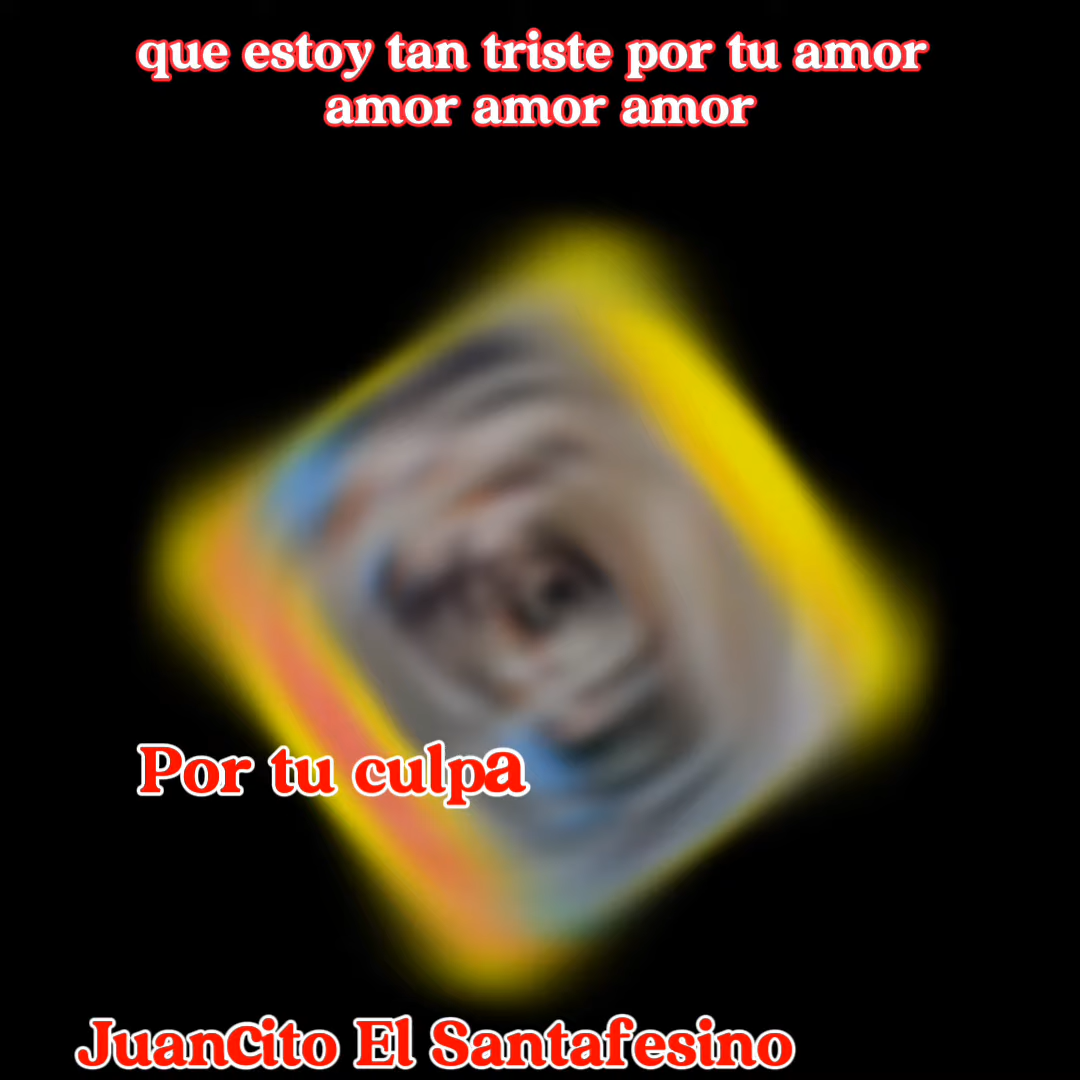 que estoy tan triste por tu amor
amor amor amor
Por tu culpa
Juancito El Santafesino